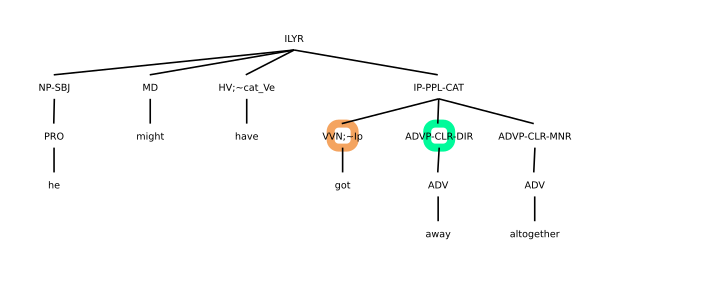 ILYR
NP-SBJ MD HV;~cat_Ve IP-PPL-CAT
PRO might have VVN;~Ip ADVP-CLR-DIR ADVP-CLR-MNR
he got ADV ADV
away altogether